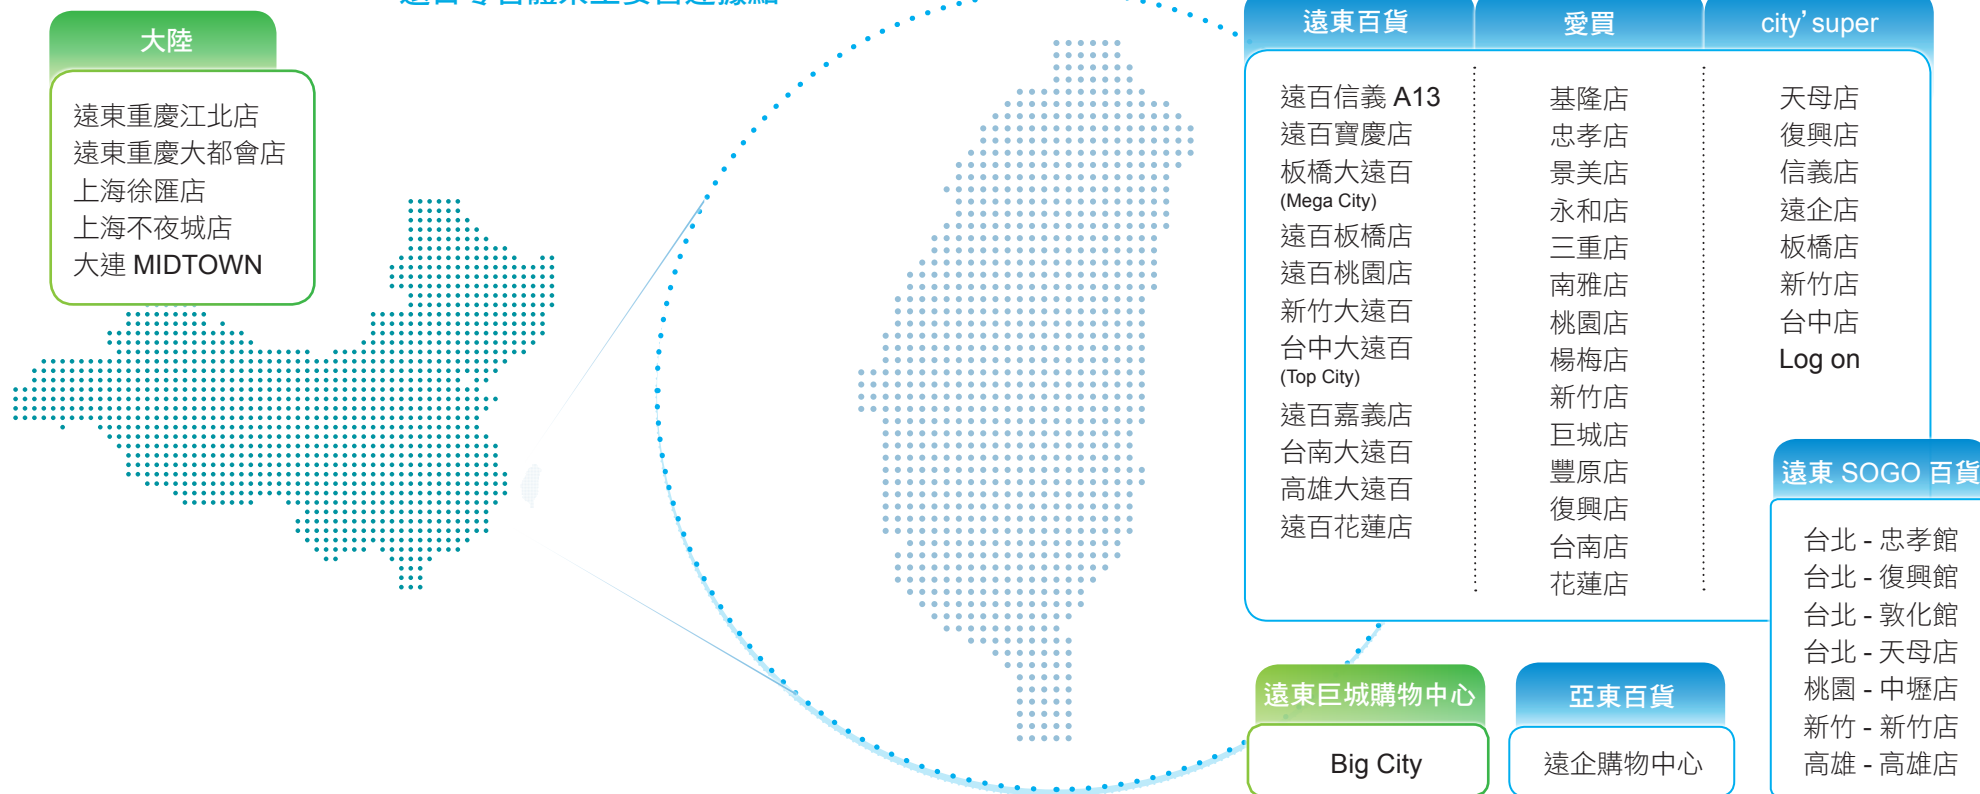 大陸
遠東重慶江北店
遠東重慶大都會店
上海徐匯店
上海不夜城店
大連 MIDTOWN
遠東百貨
遠百信義 A13
遠百寶慶店
板橋大遠百
(Mega City)
遠百板橋店
遠百桃園店
新竹大遠百
台中大遠百
(Top City)
遠百嘉義店
台南大遠百
高雄大遠百
遠百花蓮店
愛買
基隆店
忠孝店
景美店
永和店
三重店
南雅店
桃園店
楊梅店
新竹店
巨城店
豐原店
復興店
台南店
花蓮店
city’super
天母店
復興店
信義店
遠企店
板橋店
新竹店
台中店
Log on
遠東 SOGO 百貨
台北 - 忠孝館
台北 - 復興館
台北 - 敦化館
台北 - 天母店
桃園 - 中壢店
新竹 - 新竹店
高雄 - 高雄店
遠東巨城購物中心
Big City
亞東百貨
遠企購物中心